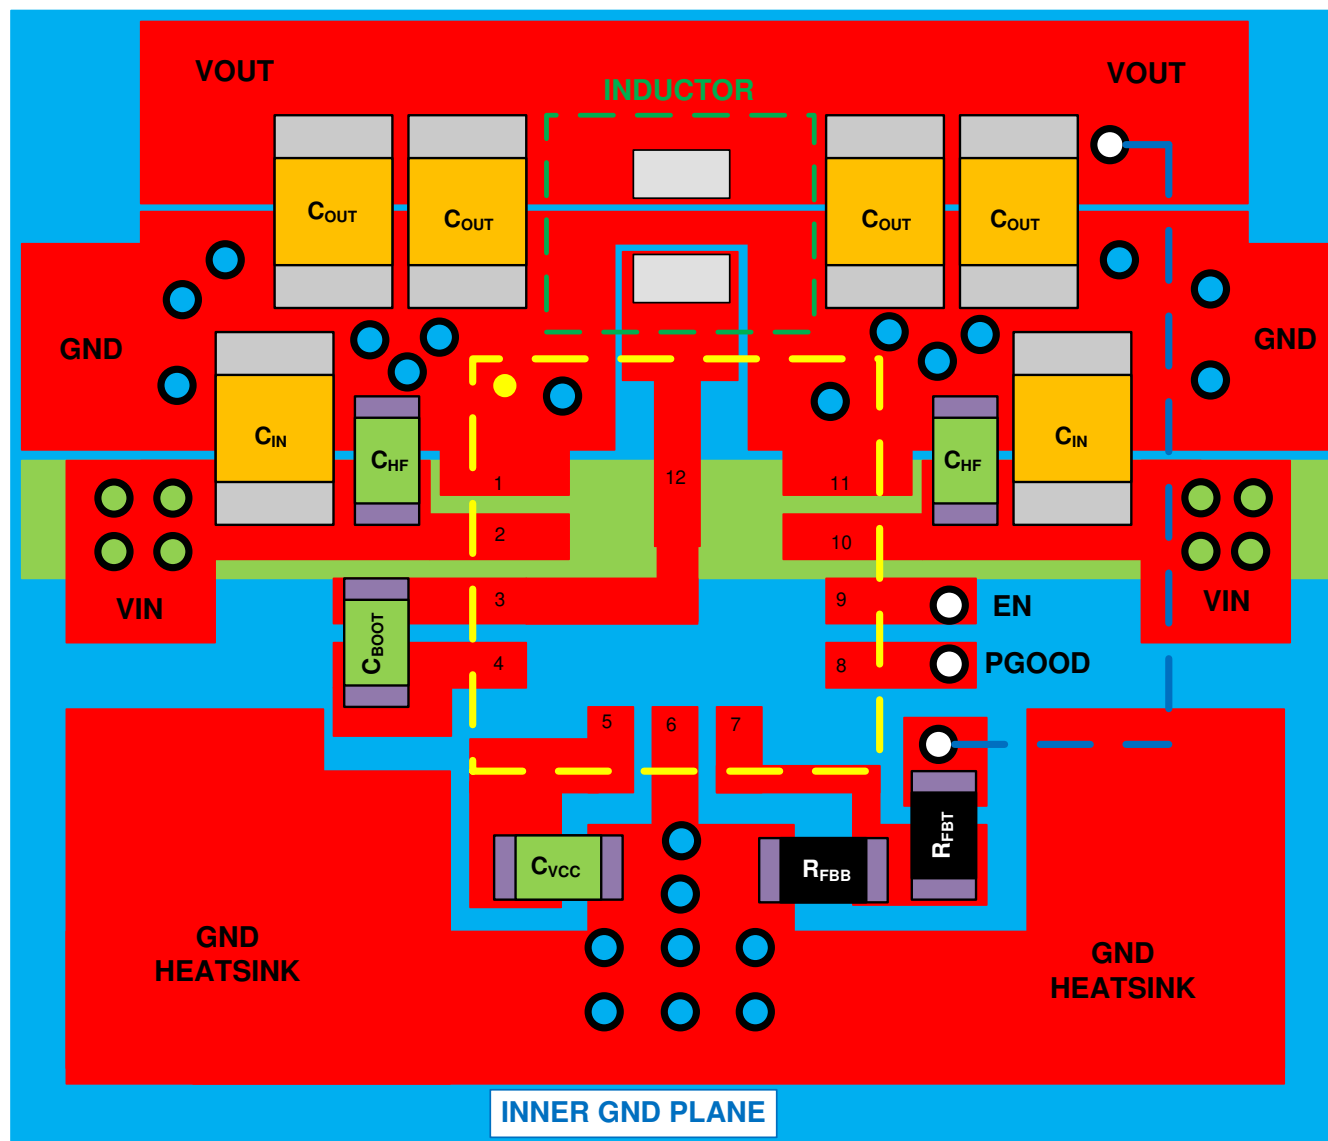 VOUT
VOUT
INDUCTOR
COUT
COUT
COUT
COUT
GND
GND
CIN
CHF
CHF
CIN
1
12
11
2
10
VIN
3
9
EN
VIN
CBOOT
4
8
PGOOD
5
6
7
CVCC
RFBB
RFBT
GND
HEATSINK
GND
HEATSINK
INNER GND PLANE